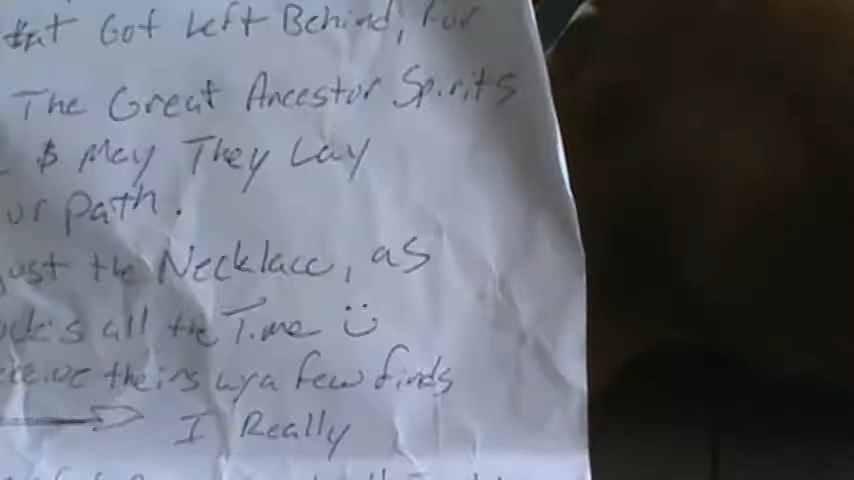 that Got Left Behind, For
The Great Ancestor Spirits
& May They Lay
ur path.
just the Necklace, as
all the Time :)
theirs w/a few finds
I Really